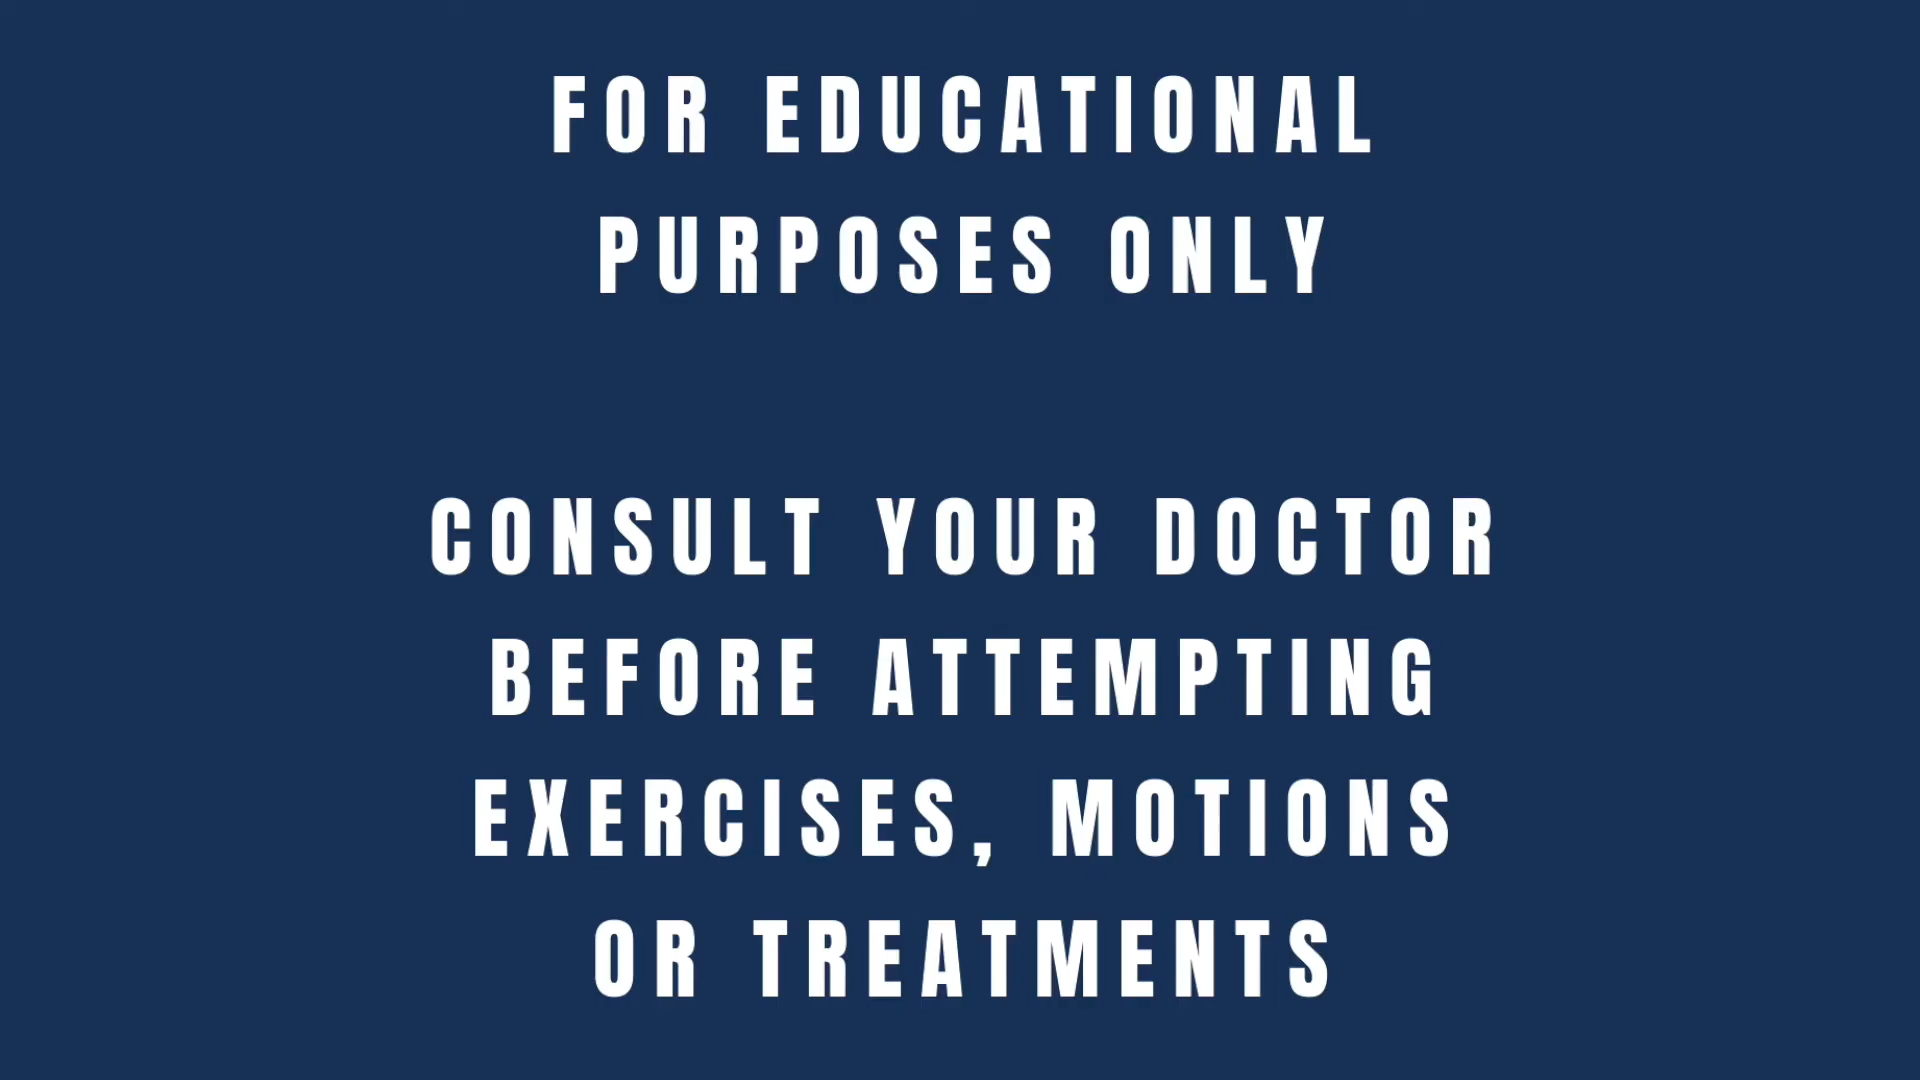 FOR EDUCATIONAL
PURPOSES ONLY
CONSULT YOUR DOCTOR
BEFORE ATTEMPTING
EXERCISES, MOTIONS
OR TREATMENTS